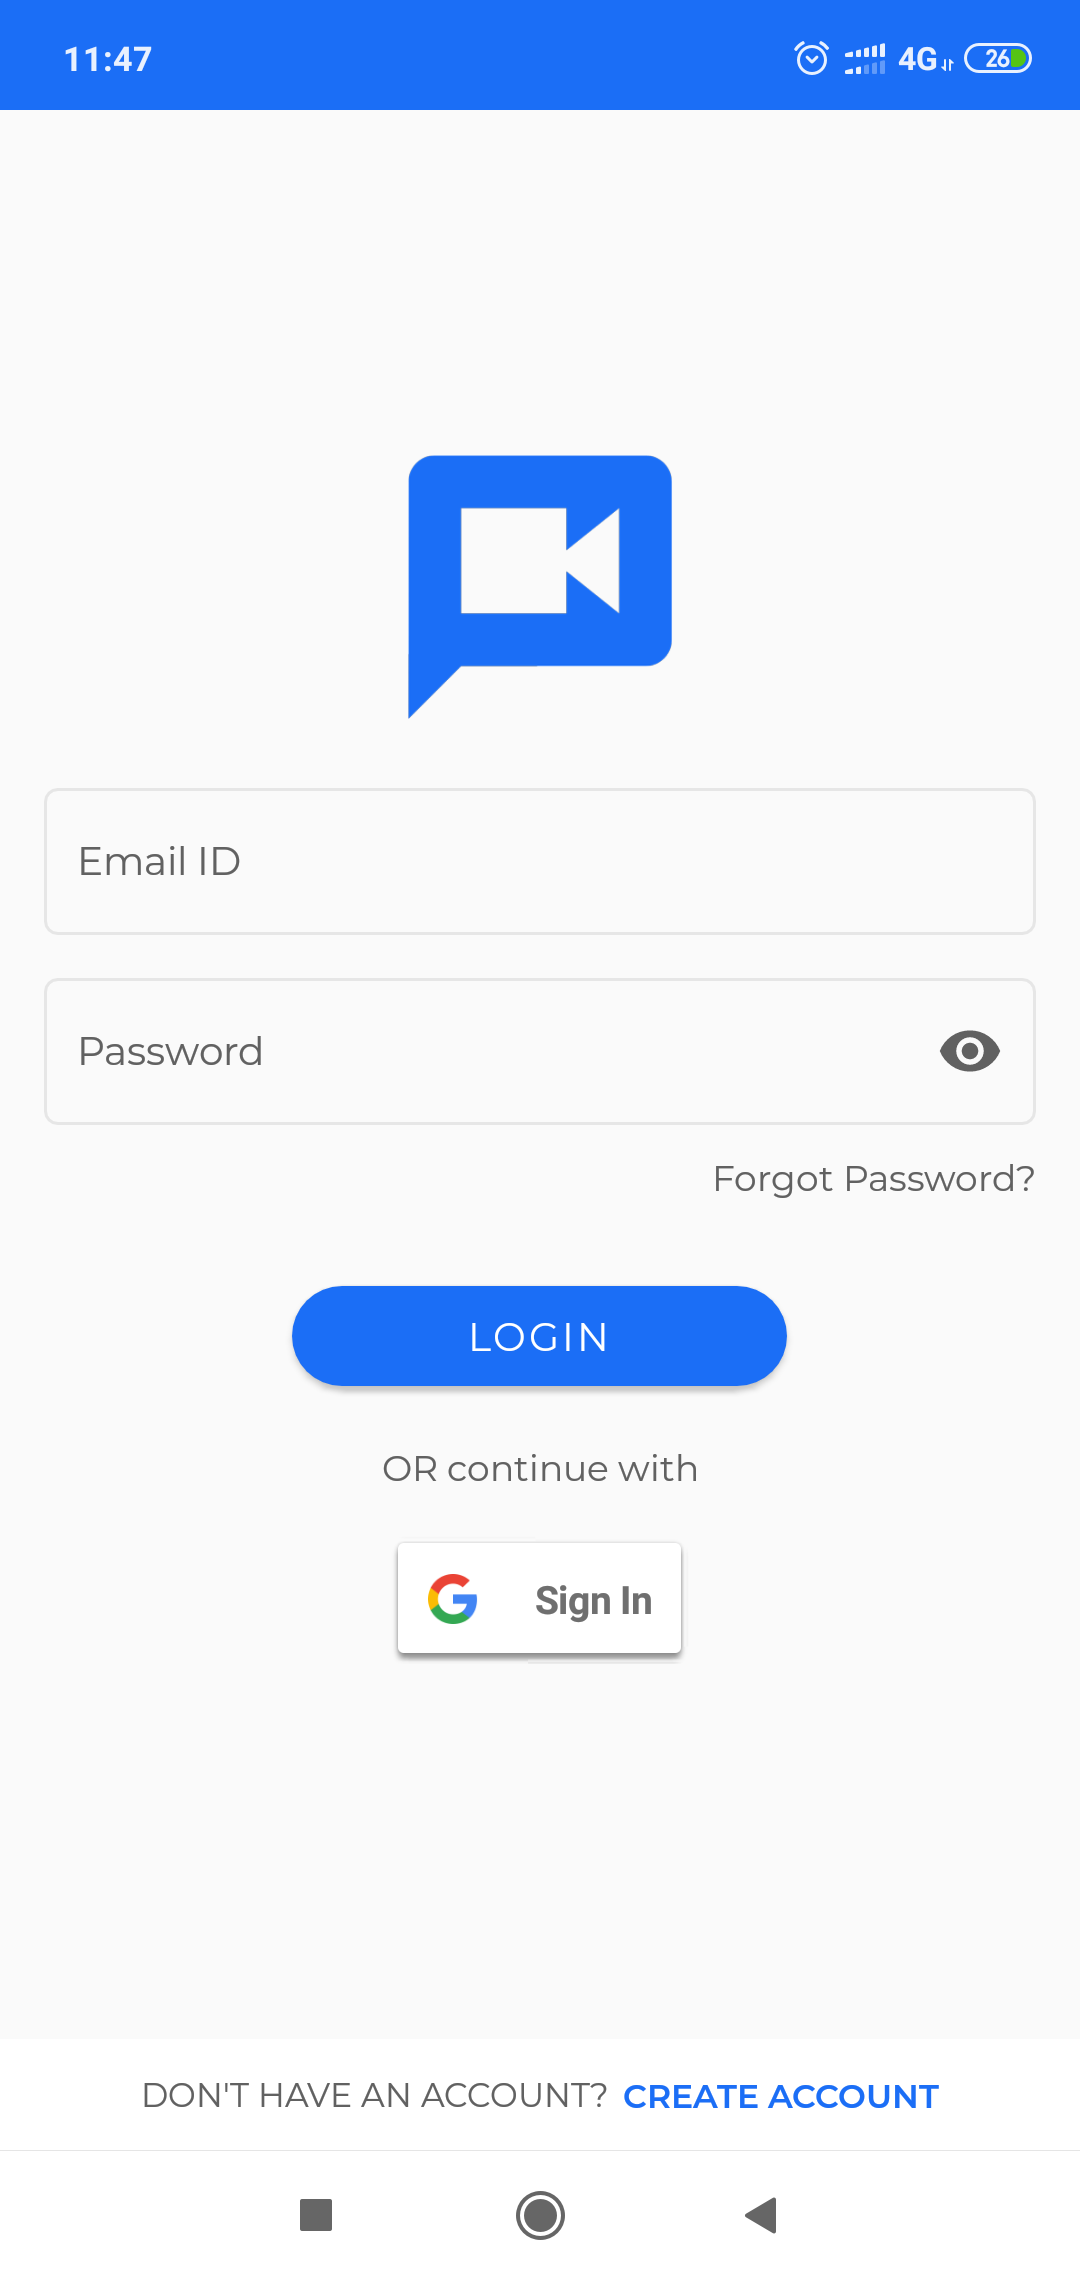 11:47 4G 26
Email ID
Password
Forgot Password?
LOGIN
OR continue with
Sign In
DON'T HAVE AN ACCOUNT? CREATE ACCOUNT